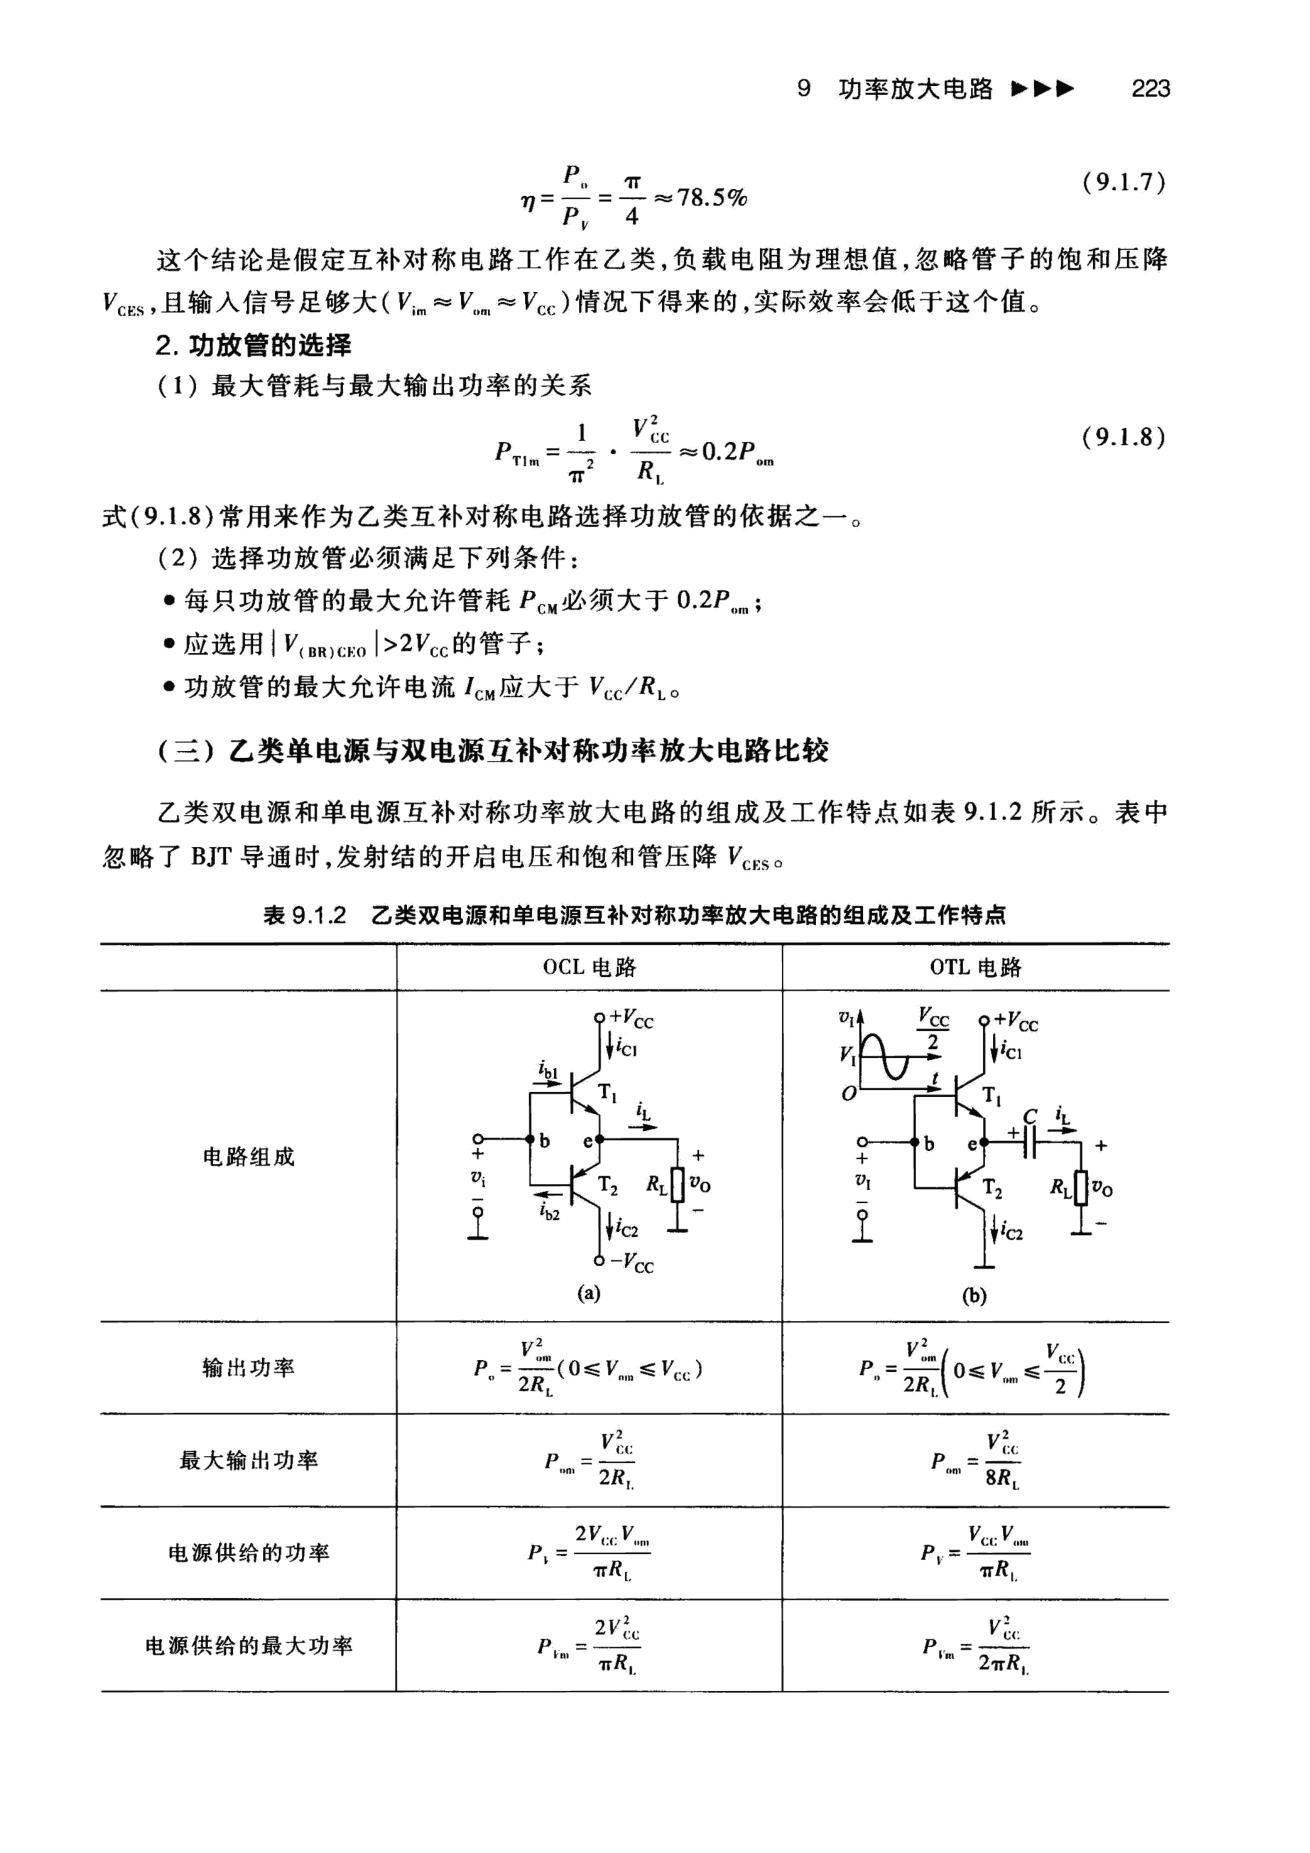 9 功率放大电路 ▶▶▶ 223
η=P_o/P_V=π/4≈78.5% (9.1.7)
这个结论是假定互补对称电路工作在乙类,负载电阻为理想值,忽略管子的饱和压降
V_CES,且输入信号足够大(V_im≈V_om≈V_CC)情况下得来的,实际效率会低于这个值。
2. 功放管的选择
(1) 最大管耗与最大输出功率的关系
P_T1m=1/π²·V²_CC/R_L≈0.2P_om (9.1.8)
式(9.1.8)常用来作为乙类互补对称电路选择功放管的依据之一。
(2) 选择功放管必须满足下列条件:
●每只功放管的最大允许管耗 P_CM必须大于 0.2P_om;
●应选用|V_(BR)CEO|>2V_CC的管子;
●功放管的最大允许电流 I_CM应大于 V_CC/R_L。
(三) 乙类单电源与双电源互补对称功率放大电路比较
乙类双电源和单电源互补对称功率放大电路的组成及工作特点如表 9.1.2 所示。表中
忽略了 BJT 导通时,发射结的开启电压和饱和管压降 V_CES。
表 9.1.2 乙类双电源和单电源互补对称功率放大电路的组成及工作特点
OCL 电路 OTL 电路
电路组成
+V_CC
i_C1
i_b1
T_1
i_L
b e
+ v_i -
T_2
R_L
+ v_O -
i_b2
i_C2
-V_CC
(a)
v_I
V_CC/2
V_I
O
t
+V_CC
i_C1
T_1
+ C i_L
b e
+ v_I -
T_2
R_L
+ v_O -
i_C2
(b)
输出功率 P_o=V²_om/2R_L(0≤V_om≤V_CC) P_o=V²_om/2R_L(0≤V_om≤V_CC/2)
最大输出功率 P_om=V²_CC/2R_L P_om=V²_CC/8R_L
电源供给的功率 P_V=2V_CC V_om/πR_L P_V=V_CC V_om/πR_L
电源供给的最大功率 P_Vm=2V²_CC/πR_L P_Vm=V²_CC/2πR_L